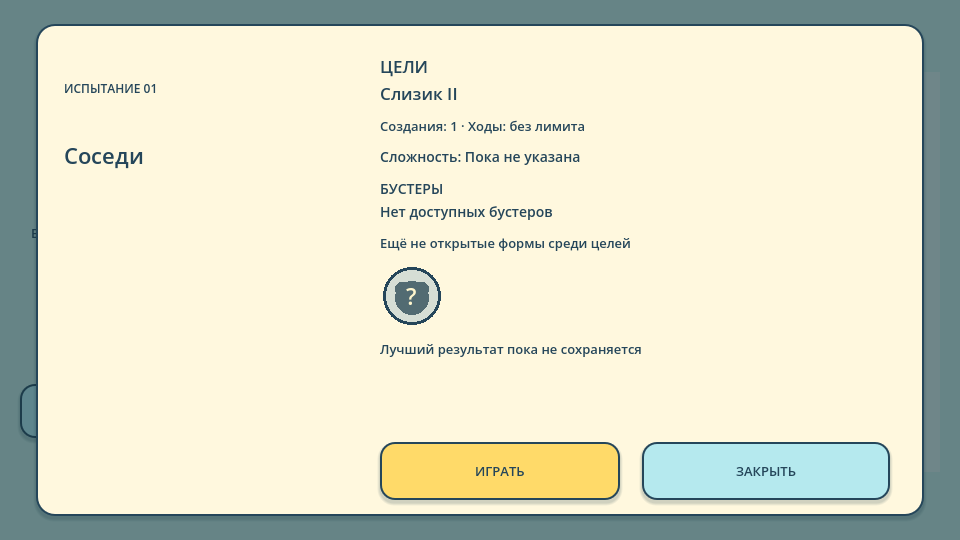 ИСПЫТАНИЕ 01
Соседи
ЦЕЛИ
Слизик II
Создания: 1 · Ходы: без лимита
Сложность: Пока не указана
БУСТЕРЫ
Нет доступных бустеров
Ещё не открытые формы среди целей
?
Лучший результат пока не сохраняется
ИГРАТЬ
ЗАКРЫТЬ